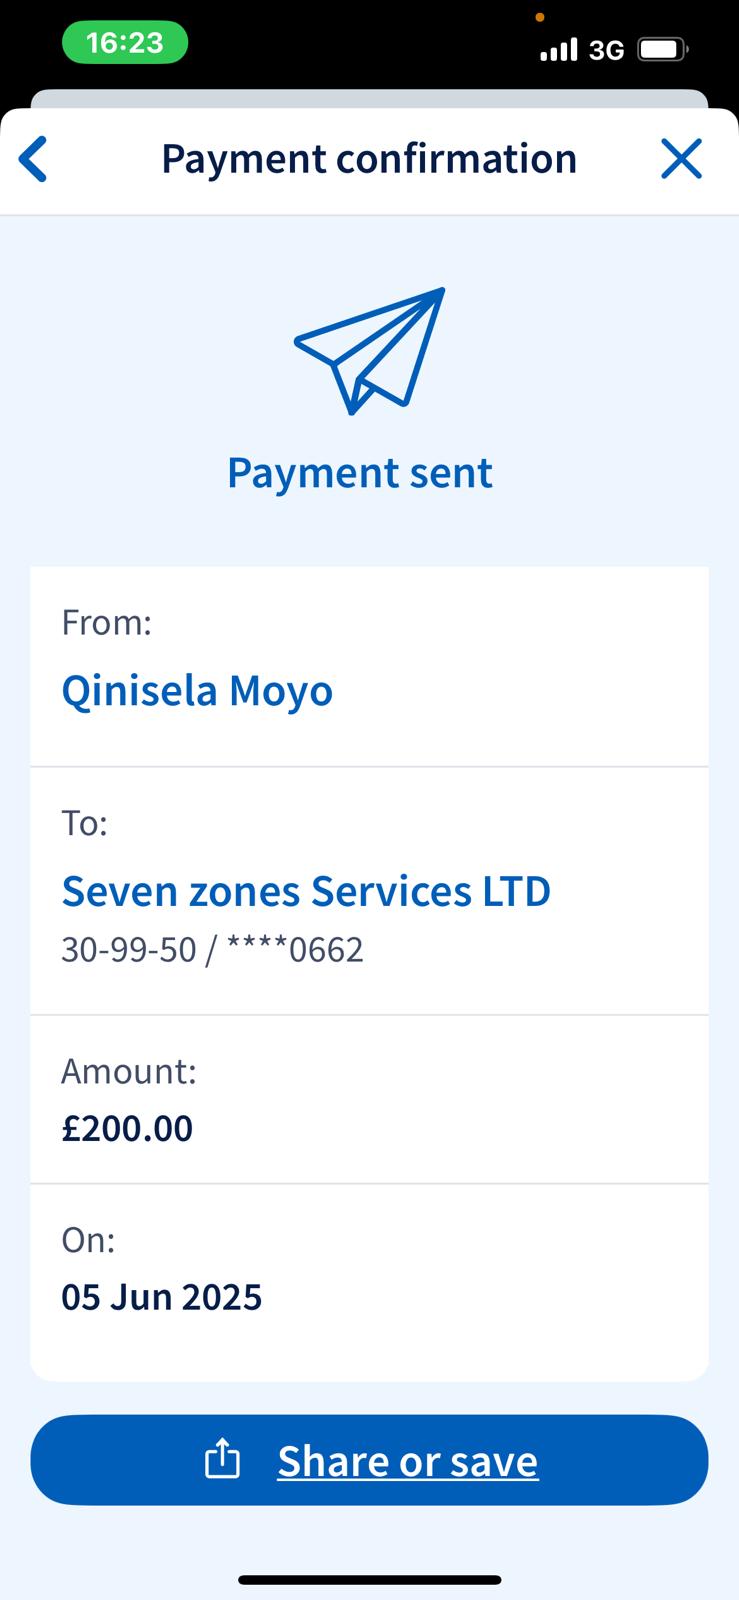 16:23
3G
Payment confirmation
Payment sent
From:
Qinisela Moyo
To:
Seven zones Services LTD
30-99-50 / ****0662
Amount:
£200.00
On:
05 Jun 2025
Share or save